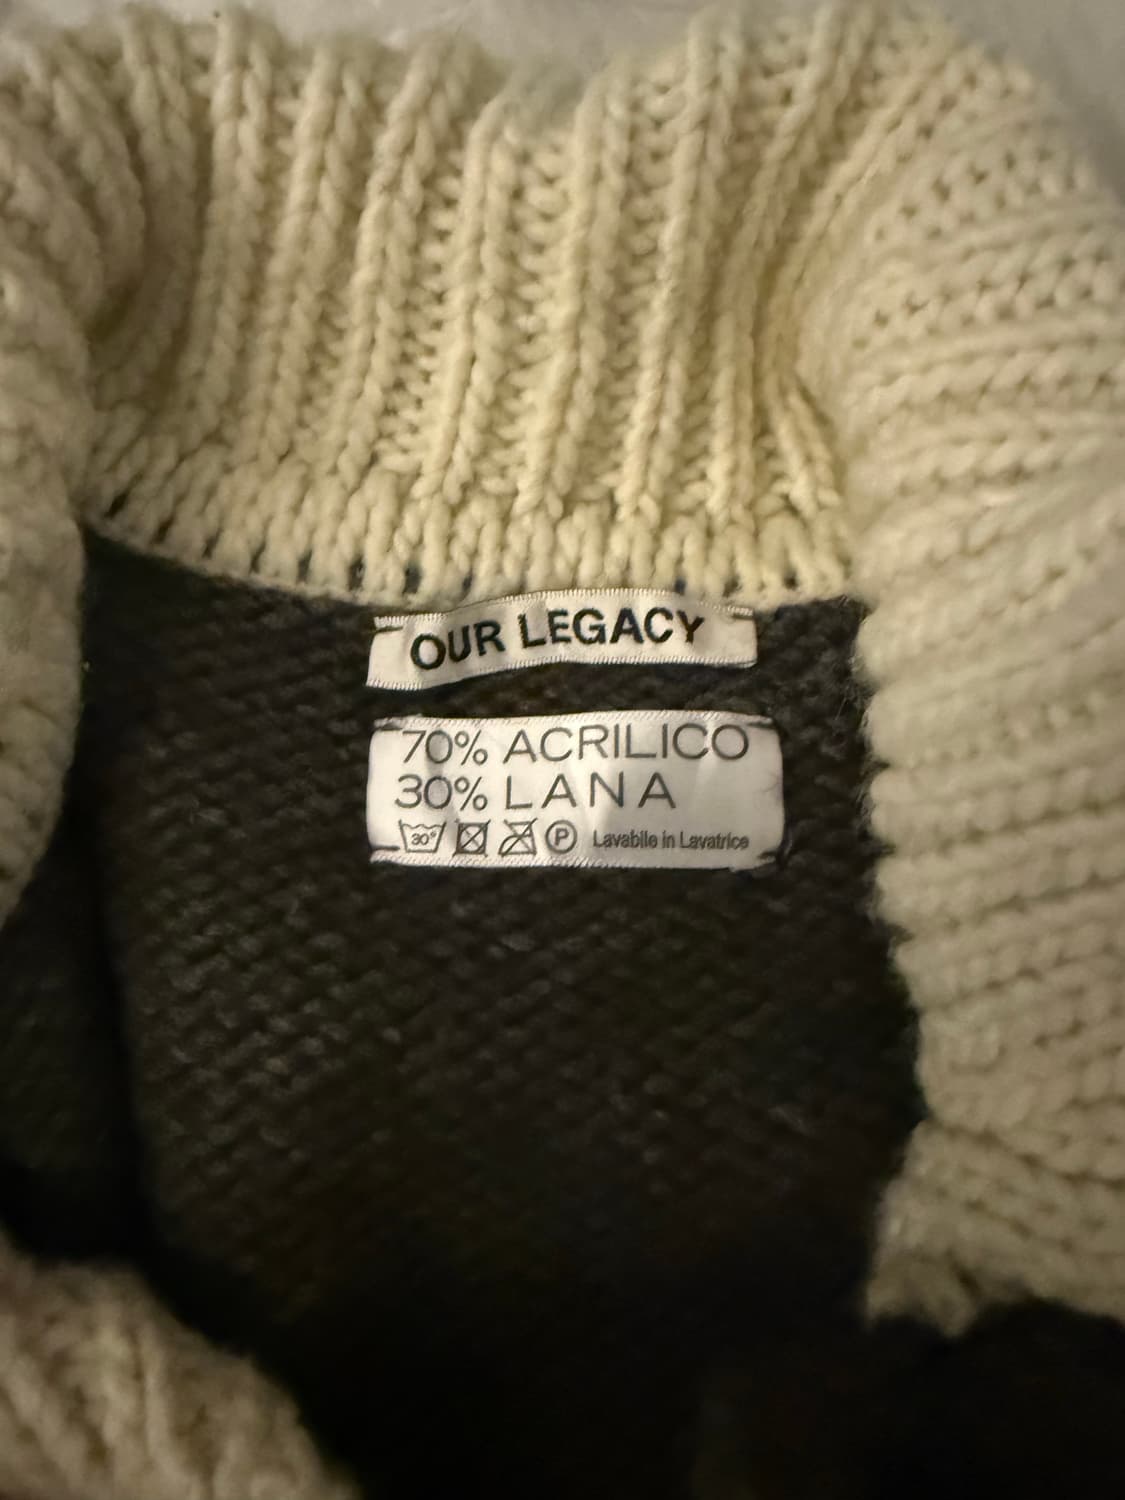 OUR LEGACY
70% ACRILICO
30% LANA
30° P Lavabile in Lavatrice